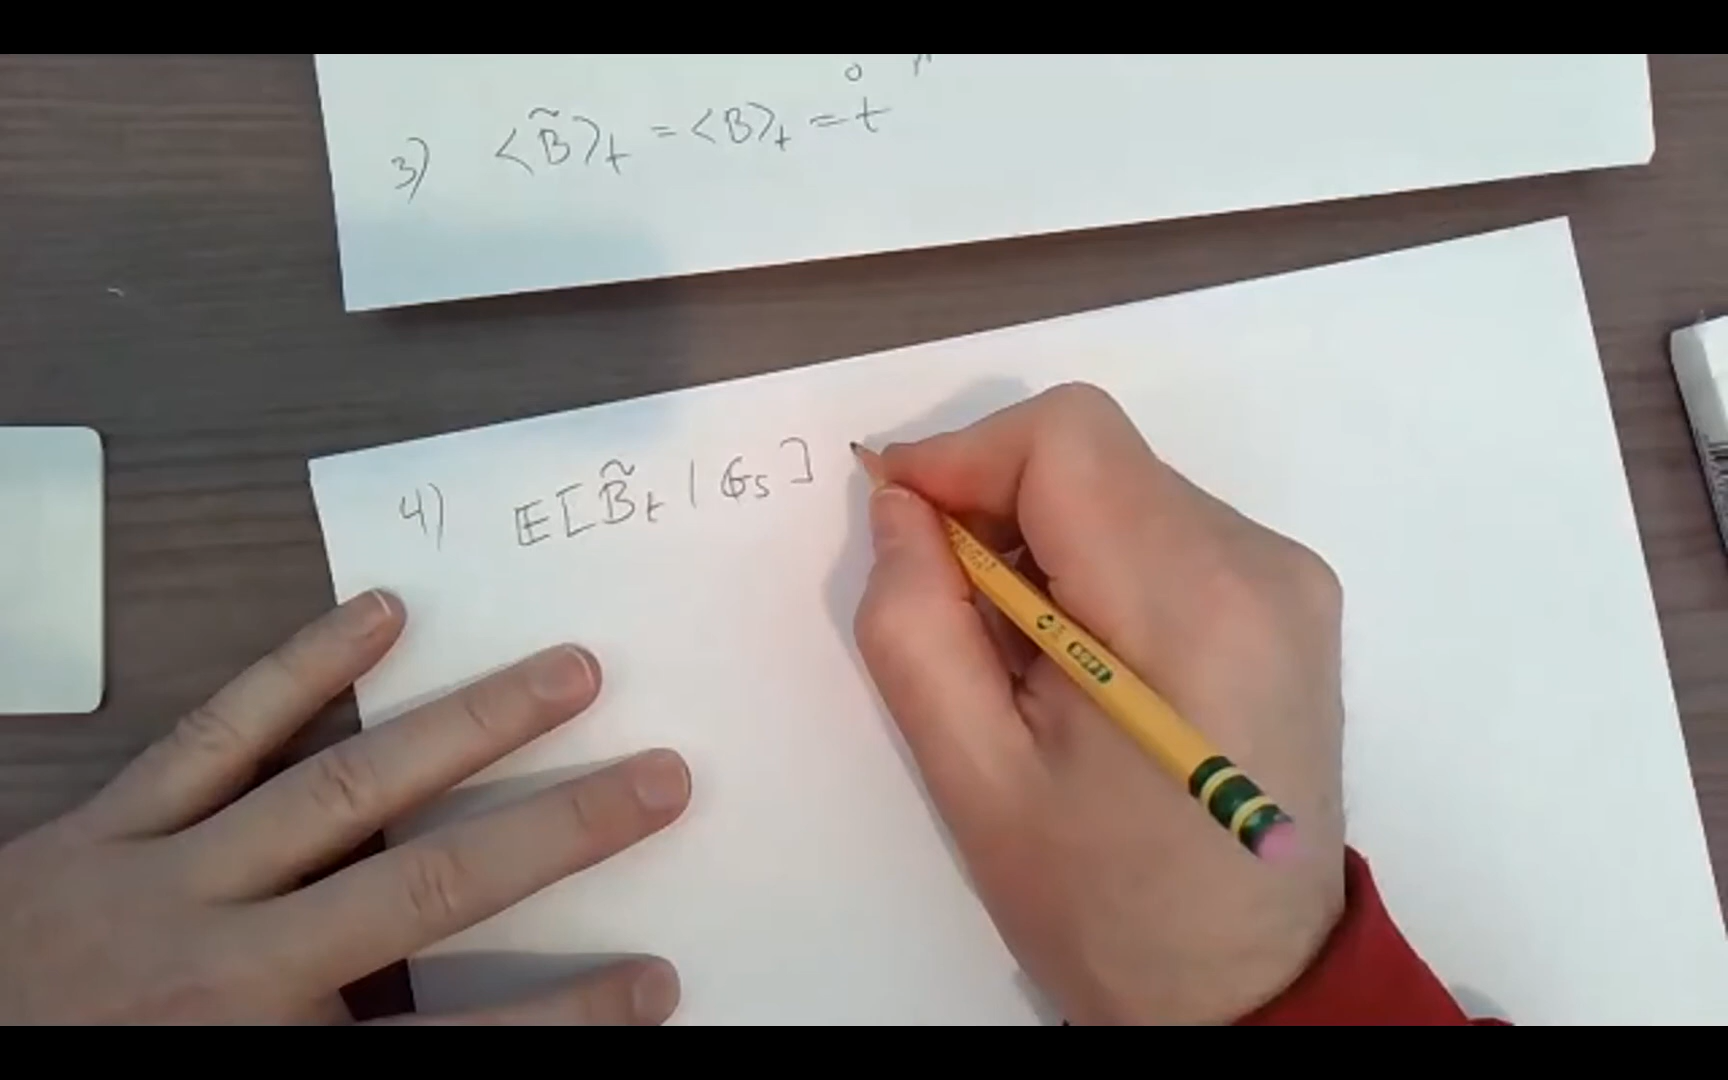 3) <B̃>ₜ = <B>ₜ = t
4) 𝔼[B̃ₜ | 𝔾ₛ]